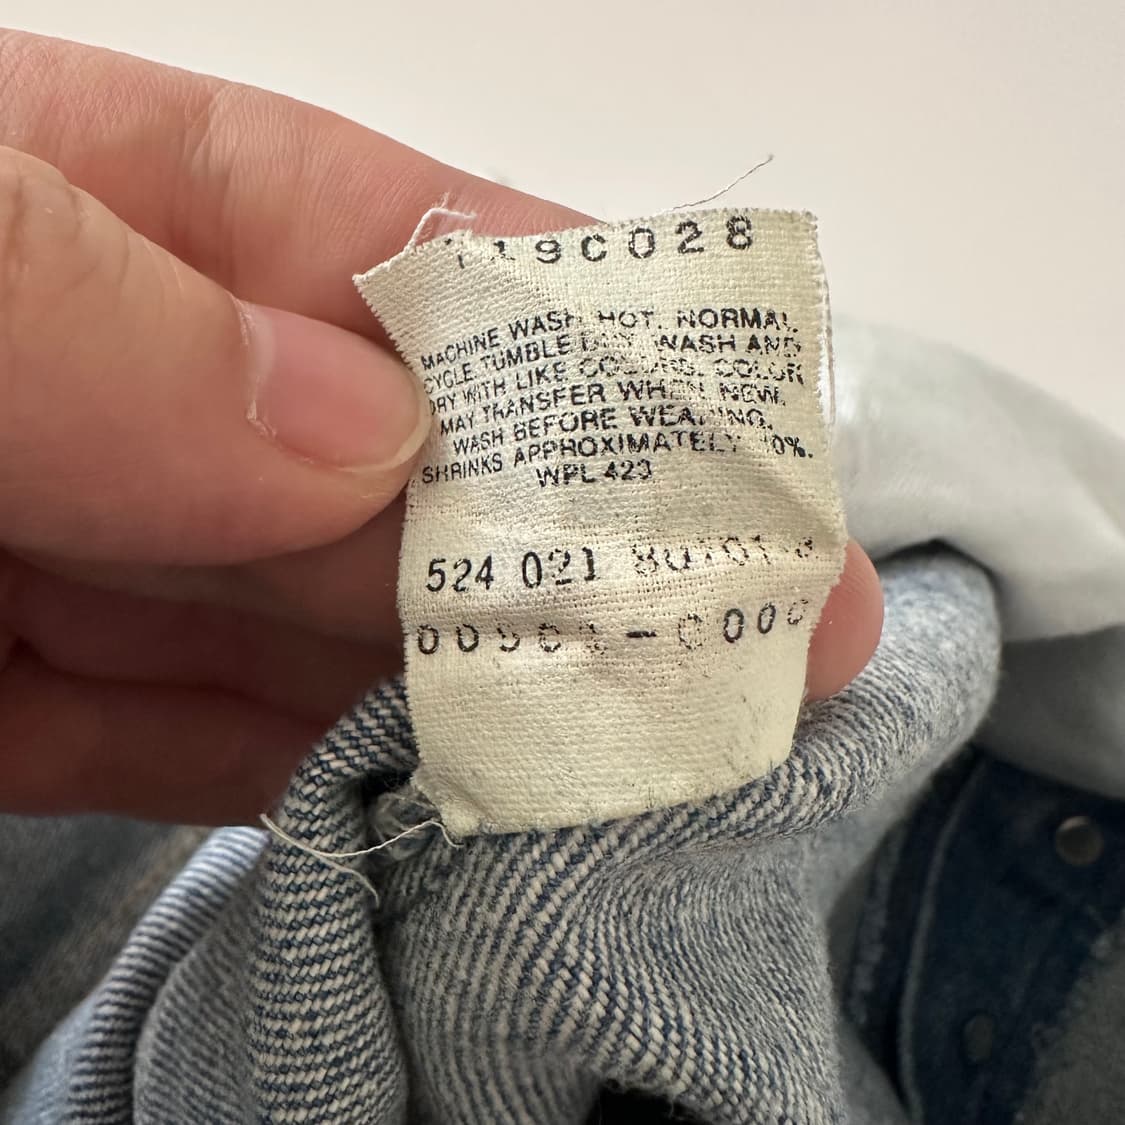 19C028
MACHINE WASH HOT, NORMAL
CYCLE TUMBLE DRY. WASH AND
DRY WITH LIKE COLORS. COLOR
MAY TRANSFER WHEN NEW.
WASH BEFORE WEARING.
SHRINKS APPROXIMATELY
WPL 423
524 021